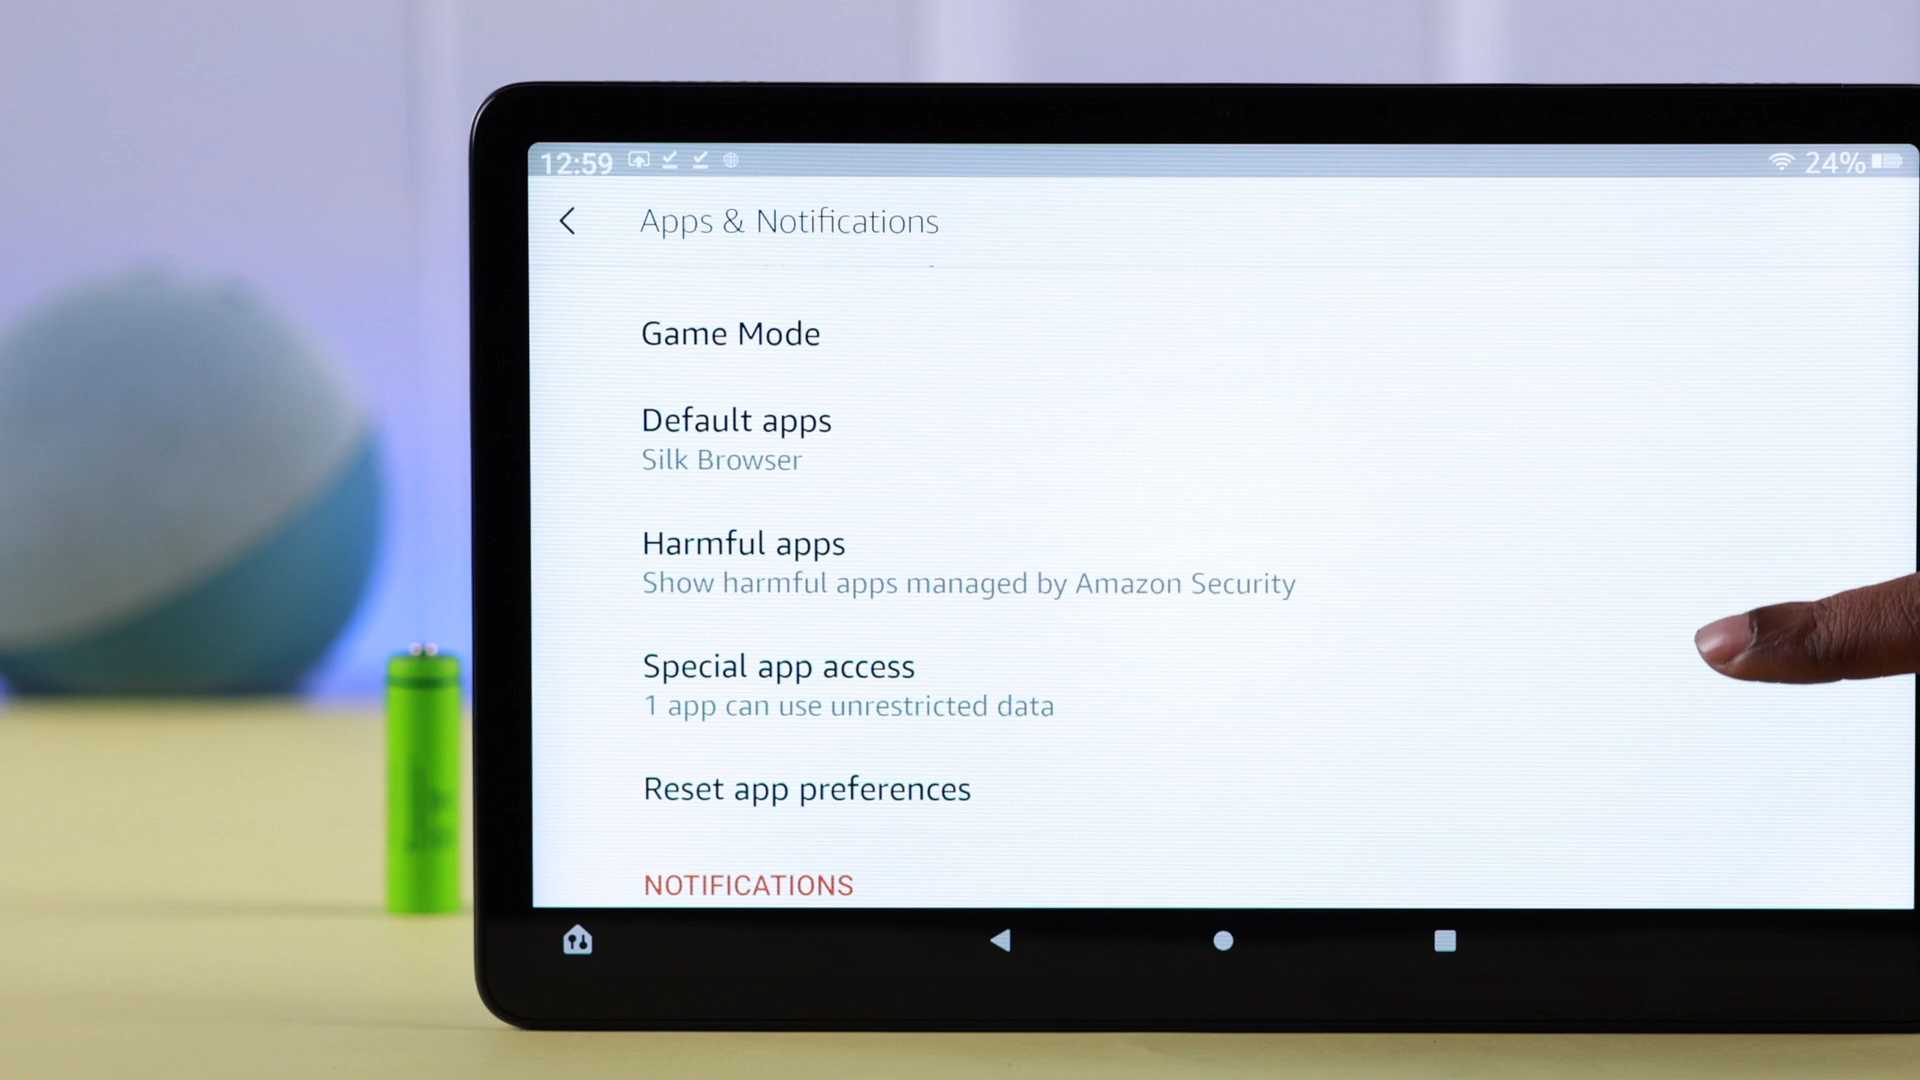 12:59 24%
Apps & Notifications
Game Mode
Default apps
Silk Browser
Harmful apps
Show harmful apps managed by Amazon Security
Special app access
1 app can use unrestricted data
Reset app preferences
NOTIFICATIONS